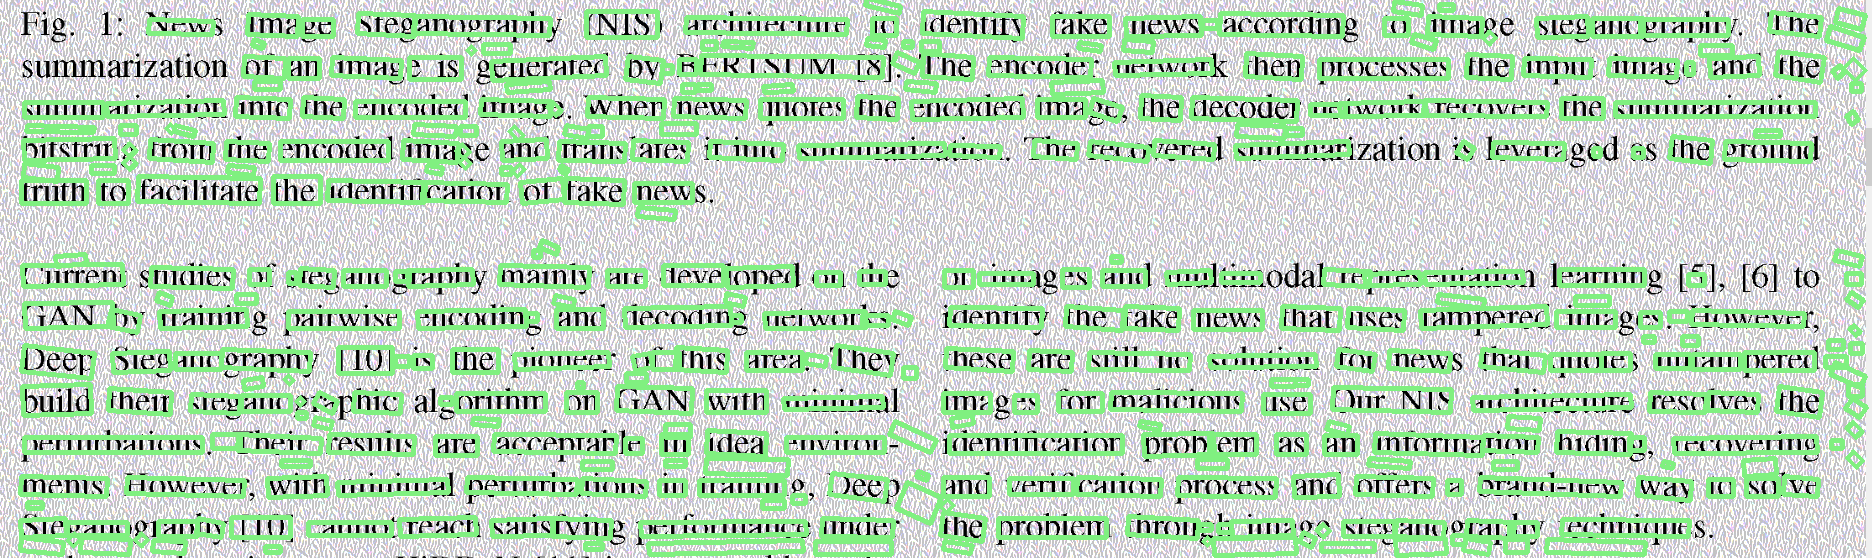 Fig. 1: News Image steganography (NIS) architecture to identify fake news according to image steganography. The
summarization of an image is generated by BERTSUM [8]. The encoder network then processes the input image and the
summarization into the encoded image. When news quotes the encoded image, the decoder network recovers the summarization
bitstring from the encoded image and translates it into summarization. The recovered summarization is leveraged as the ground
truth to facilitate the identification of fake news.
Current studies of steganography mainly are developed on the
GAN by training pairwise encoding and decoding networks.
Deep Steganography [10] is the pioneer of this area. They
build their steganographic algorithm on GAN with minimal
perturbations. Their results are acceptable in idea environ-
ments. However, with minimal perturbations in training, Deep
Steganography [10] cannot reach satisfying performance under
on images and multimodal representation learning [5], [6] to
identify the fake news that uses tampered images. However,
these are still no solution for news that quotes untampered
images for malicious use. Our NIS architecture resolves the
identification problem as an information hiding, recovering
and verification process and offers a brand-new way to solve
the problem through image steganography techniques.